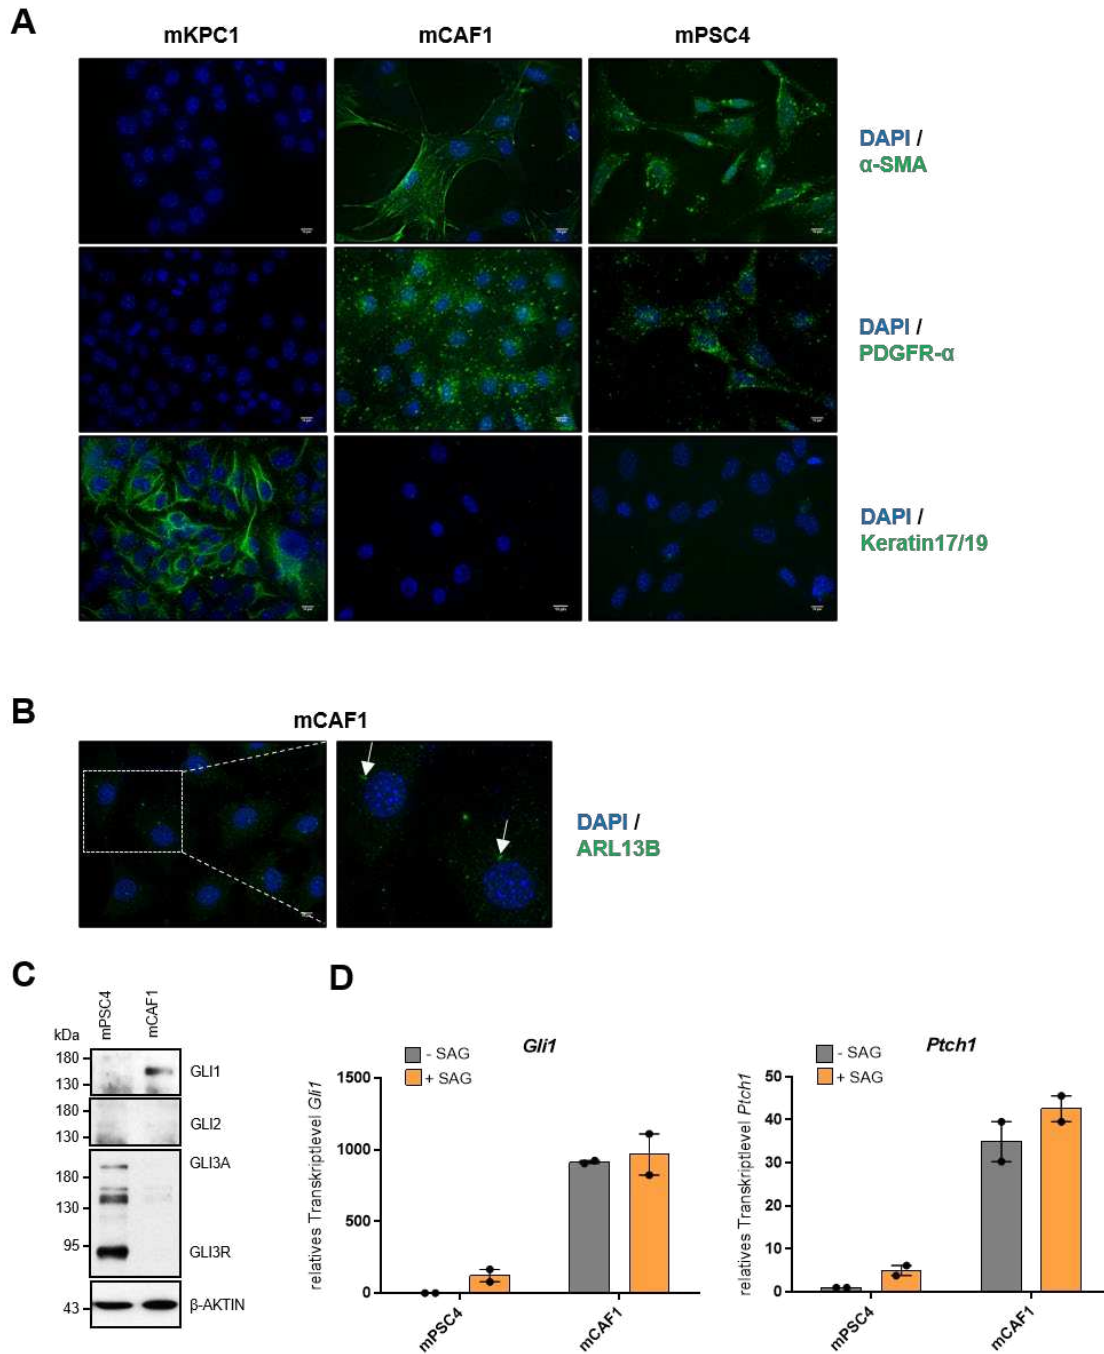 A
mKPC1
mCAF1
mPSC4
DAPI /
α-SMA
DAPI /
PDGFR-α
DAPI /
Keratin17/19
B
mCAF1
DAPI /
ARL13B
C
kDa
mPSC4
mCAF1
180
130
GLI1
180
130
GLI2
180
130
95
GLI3A
GLI3R
43
β-AKTIN
D
Gli1
- SAG
+ SAG
relatives Transkriptlevel Gli1
1500
1000
500
0
mPSC4
mCAF1
Ptch1
- SAG
+ SAG
relatives Transkriptlevel Ptch1
50
40
30
20
10
0
mPSC4
mCAF1